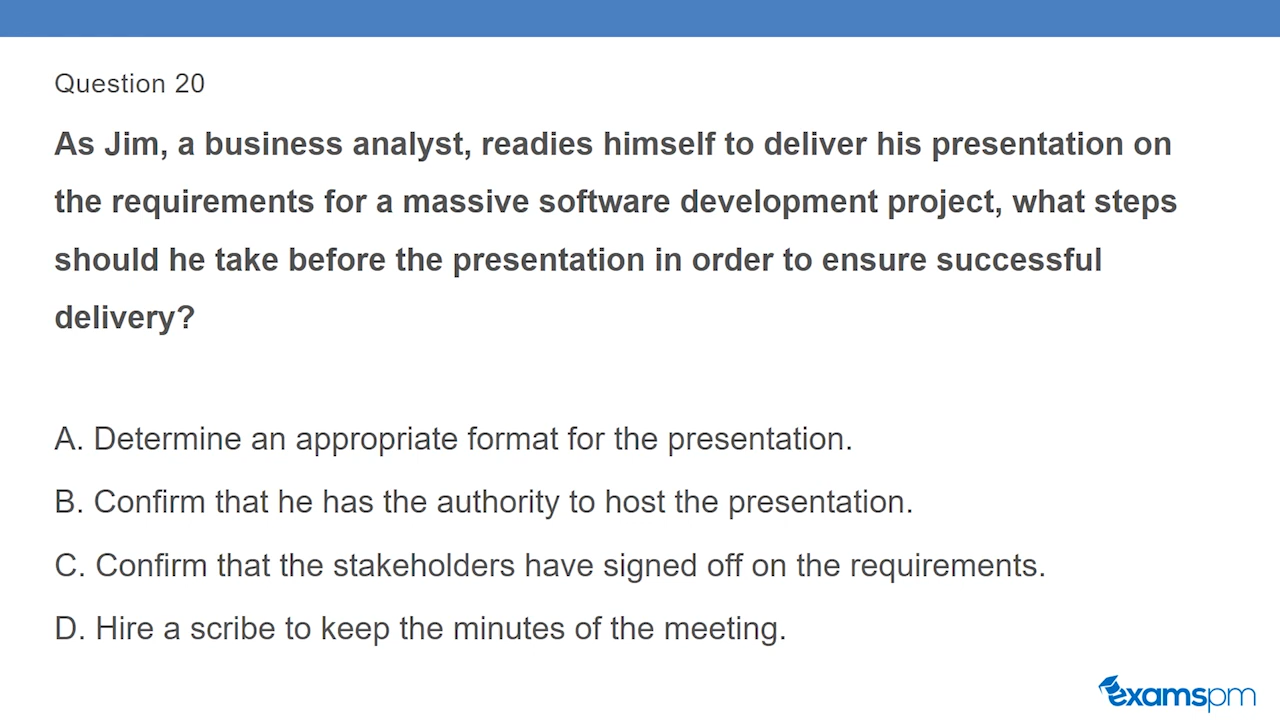 Question 20
As Jim, a business analyst, readies himself to deliver his presentation on
the requirements for a massive software development project, what steps
should he take before the presentation in order to ensure successful
delivery?
A. Determine an appropriate format for the presentation.
B. Confirm that he has the authority to host the presentation.
C. Confirm that the stakeholders have signed off on the requirements.
D. Hire a scribe to keep the minutes of the meeting.
examspm